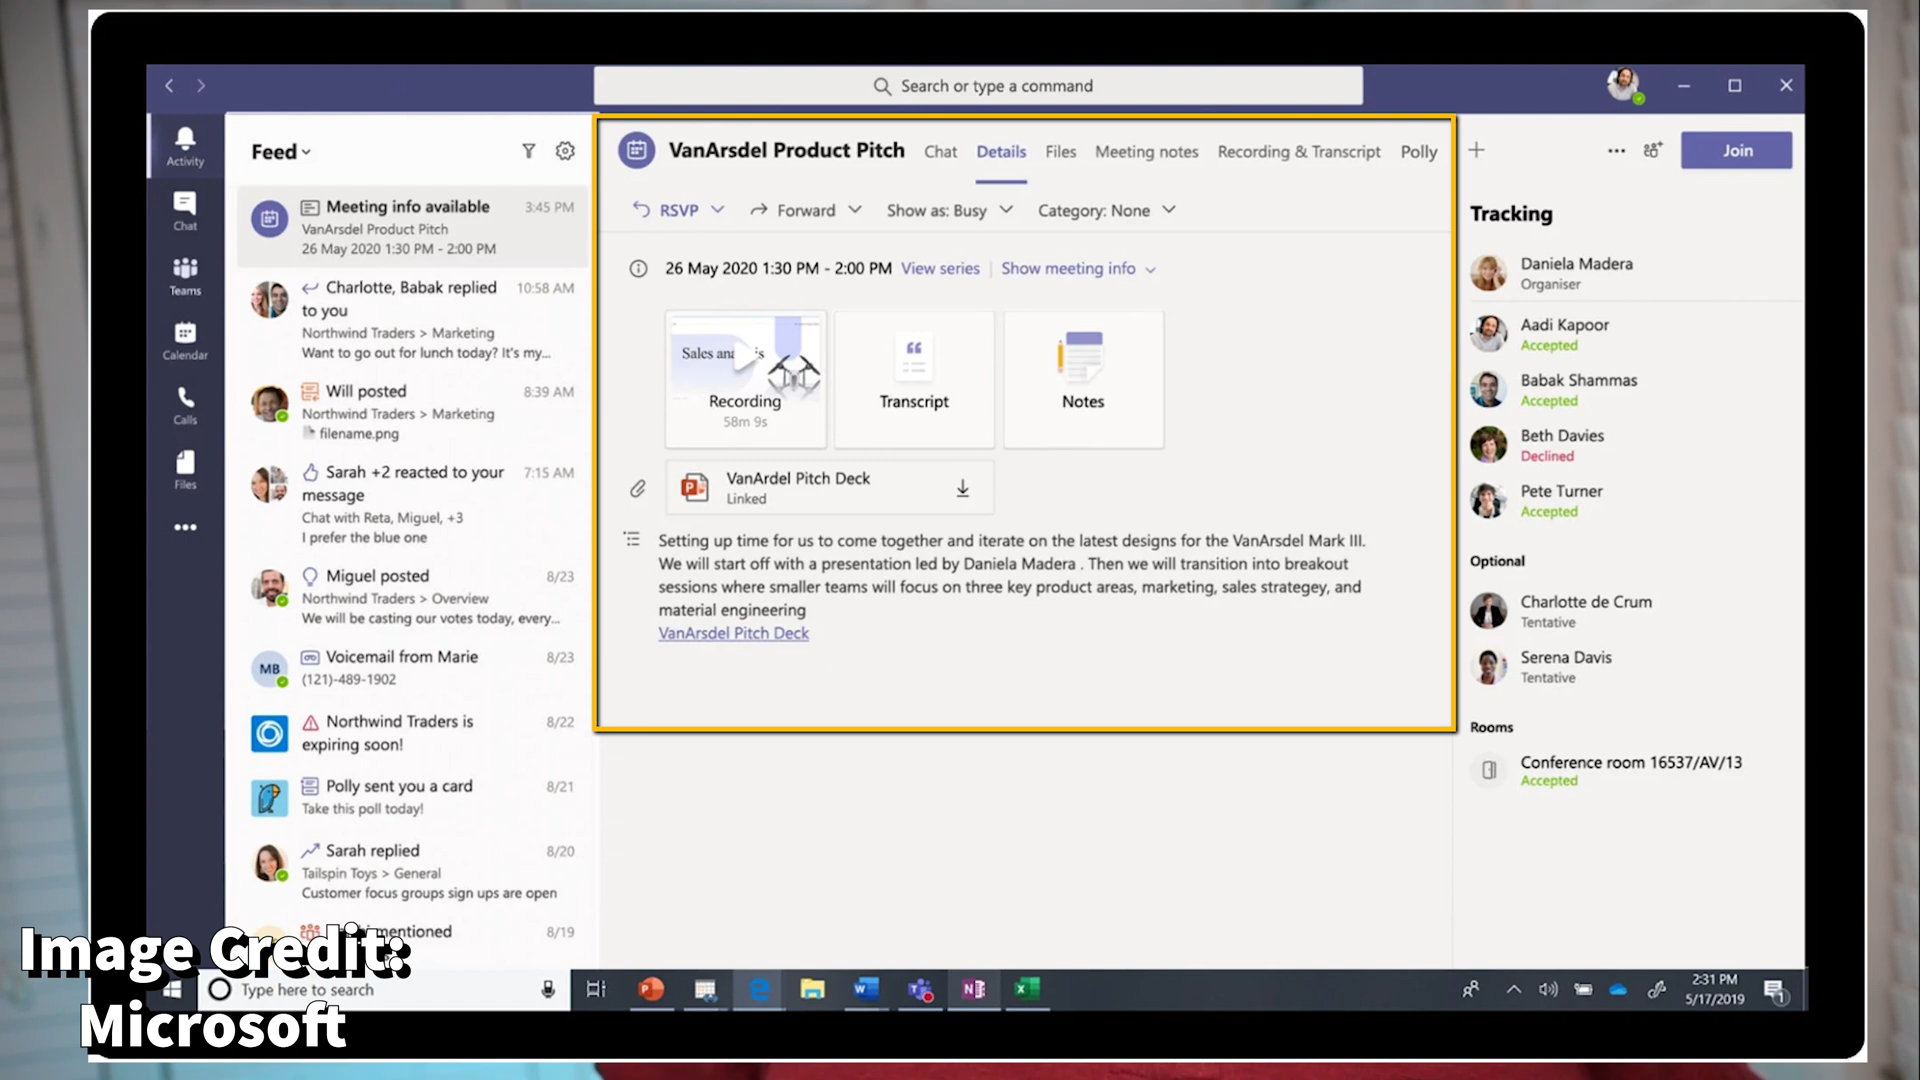 Search or type a command
Activity
Chat
Teams
Calendar
Calls
Files
Feed
Meeting info available 3:45 PM
VanArsdel Product Pitch
26 May 2020 1:30 PM - 2:00 PM
Charlotte, Babak replied 10:58 AM
to you
Northwind Traders > Marketing
Want to go out for lunch today? It's my...
Will posted 8:39 AM
Northwind Traders > Marketing
filename.png
Sarah +2 reacted to your 7:15 AM
message
Chat with Reta, Miguel, +3
I prefer the blue one
Miguel posted 8/23
Northwind Traders > Overview
We will be casting our votes today, every...
MB
Voicemail from Marie 8/23
(121)-489-1902
Northwind Traders is 8/22
expiring soon!
Polly sent you a card 8/21
Take this poll today!
Sarah replied 8/20
Tailspin Toys > General
Customer focus groups sign ups are open
mentioned 8/19
VanArsdel Product Pitch Chat Details Files Meeting notes Recording & Transcript Polly
Join
RSVP Forward Show as: Busy Category: None
26 May 2020 1:30 PM - 2:00 PM View series | Show meeting info
Recording
58m 9s
Transcript
Notes
VanArdel Pitch Deck
Linked
Setting up time for us to come together and iterate on the latest designs for the VanArsdel Mark III.
We will start off with a presentation led by Daniela Madera . Then we will transition into breakout
sessions where smaller teams will focus on three key product areas, marketing, sales strategey, and
material engineering
VanArsdel Pitch Deck
Tracking
Daniela Madera
Organiser
Aadi Kapoor
Accepted
Babak Shammas
Accepted
Beth Davies
Declined
Pete Turner
Accepted
Optional
Charlotte de Crum
Tentative
Serena Davis
Tentative
Rooms
Conference room 16537/AV/13
Accepted
Type here to search
2:31 PM
5/17/2019
Image Credit:
Microsoft